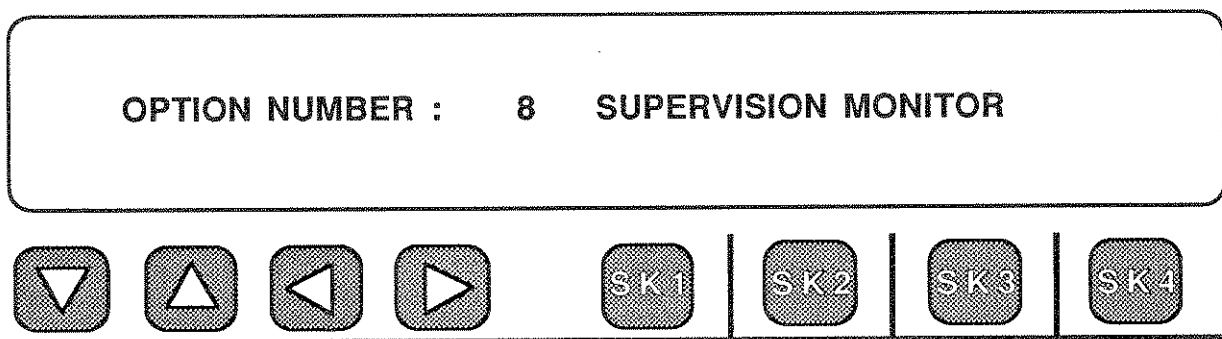 OPTION NUMBER : 8 SUPERVISION MONITOR
SK1 SK2 SK3 SK4